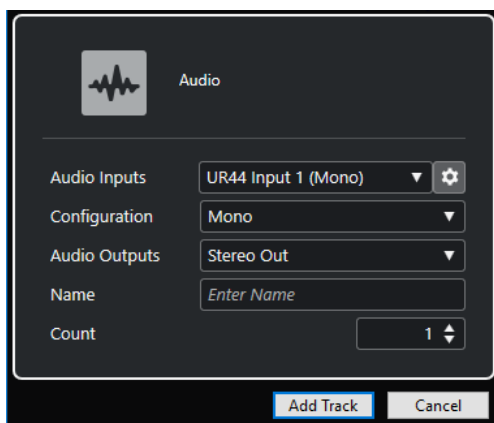 Audio
Audio Inputs UR44 Input 1 (Mono)
Configuration Mono
Audio Outputs Stereo Out
Name Enter Name
Count 1
Add Track Cancel